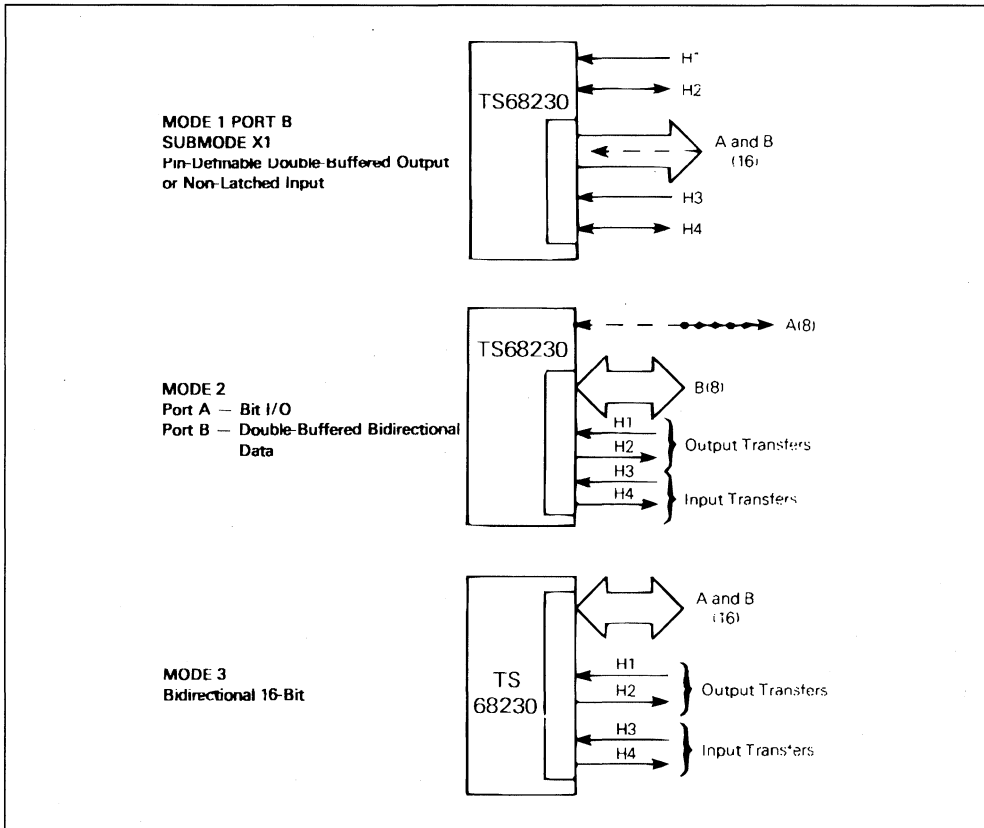 MODE 1 PORT B
SUBMODE X1
Pin-Definable Double-Buffered Output
or Non-Latched Input
TS68230
H1
H2
A and B
(16)
H3
H4
MODE 2
Port A — Bit I/O
Port B — Double-Buffered Bidirectional
Data
TS68230
A(8)
B(8)
H1
H2
Output Transfers
H3
H4
Input Transfers
MODE 3
Bidirectional 16-Bit
TS
68230
A and B
(16)
H1
H2
Output Transfers
H3
H4
Input Transfers